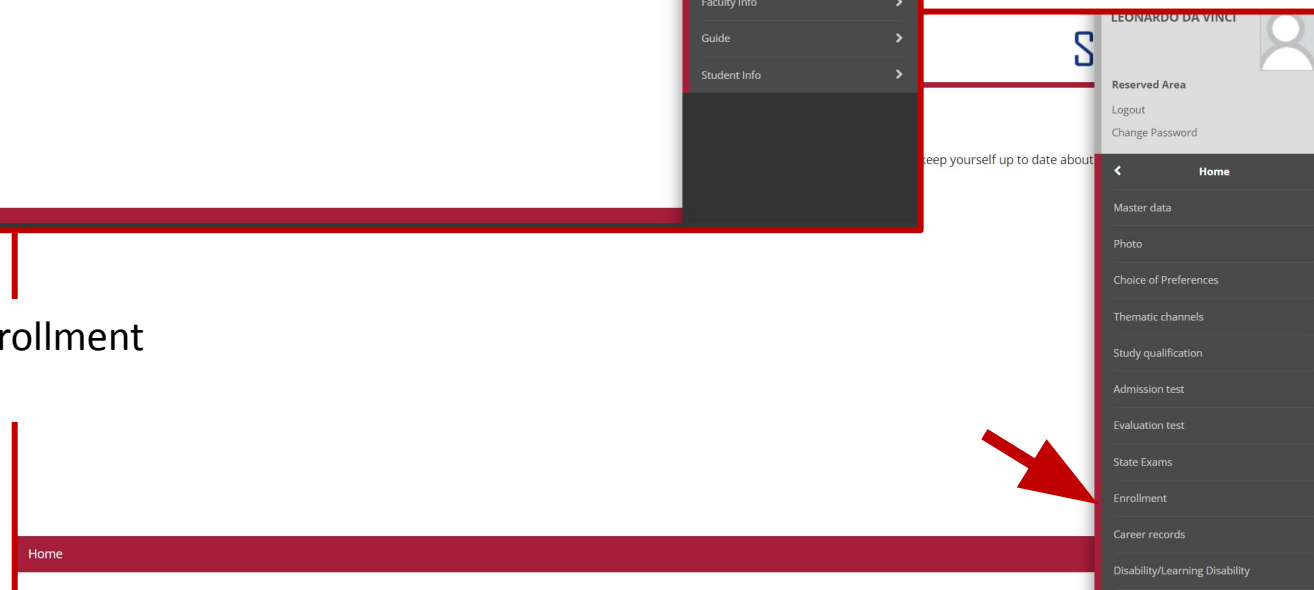 Faculty Info
Guide
Student Info
LEONARDO DA VINCI
S
Reserved Area
Logout
Change Password
keep yourself up to date about
Home
Master data
Photo
Choice of Preferences
Thematic channels
Study qualification
Admission test
Evaluation test
State Exams
Enrollment
Career records
Disability/Learning Disability
rollment
Home